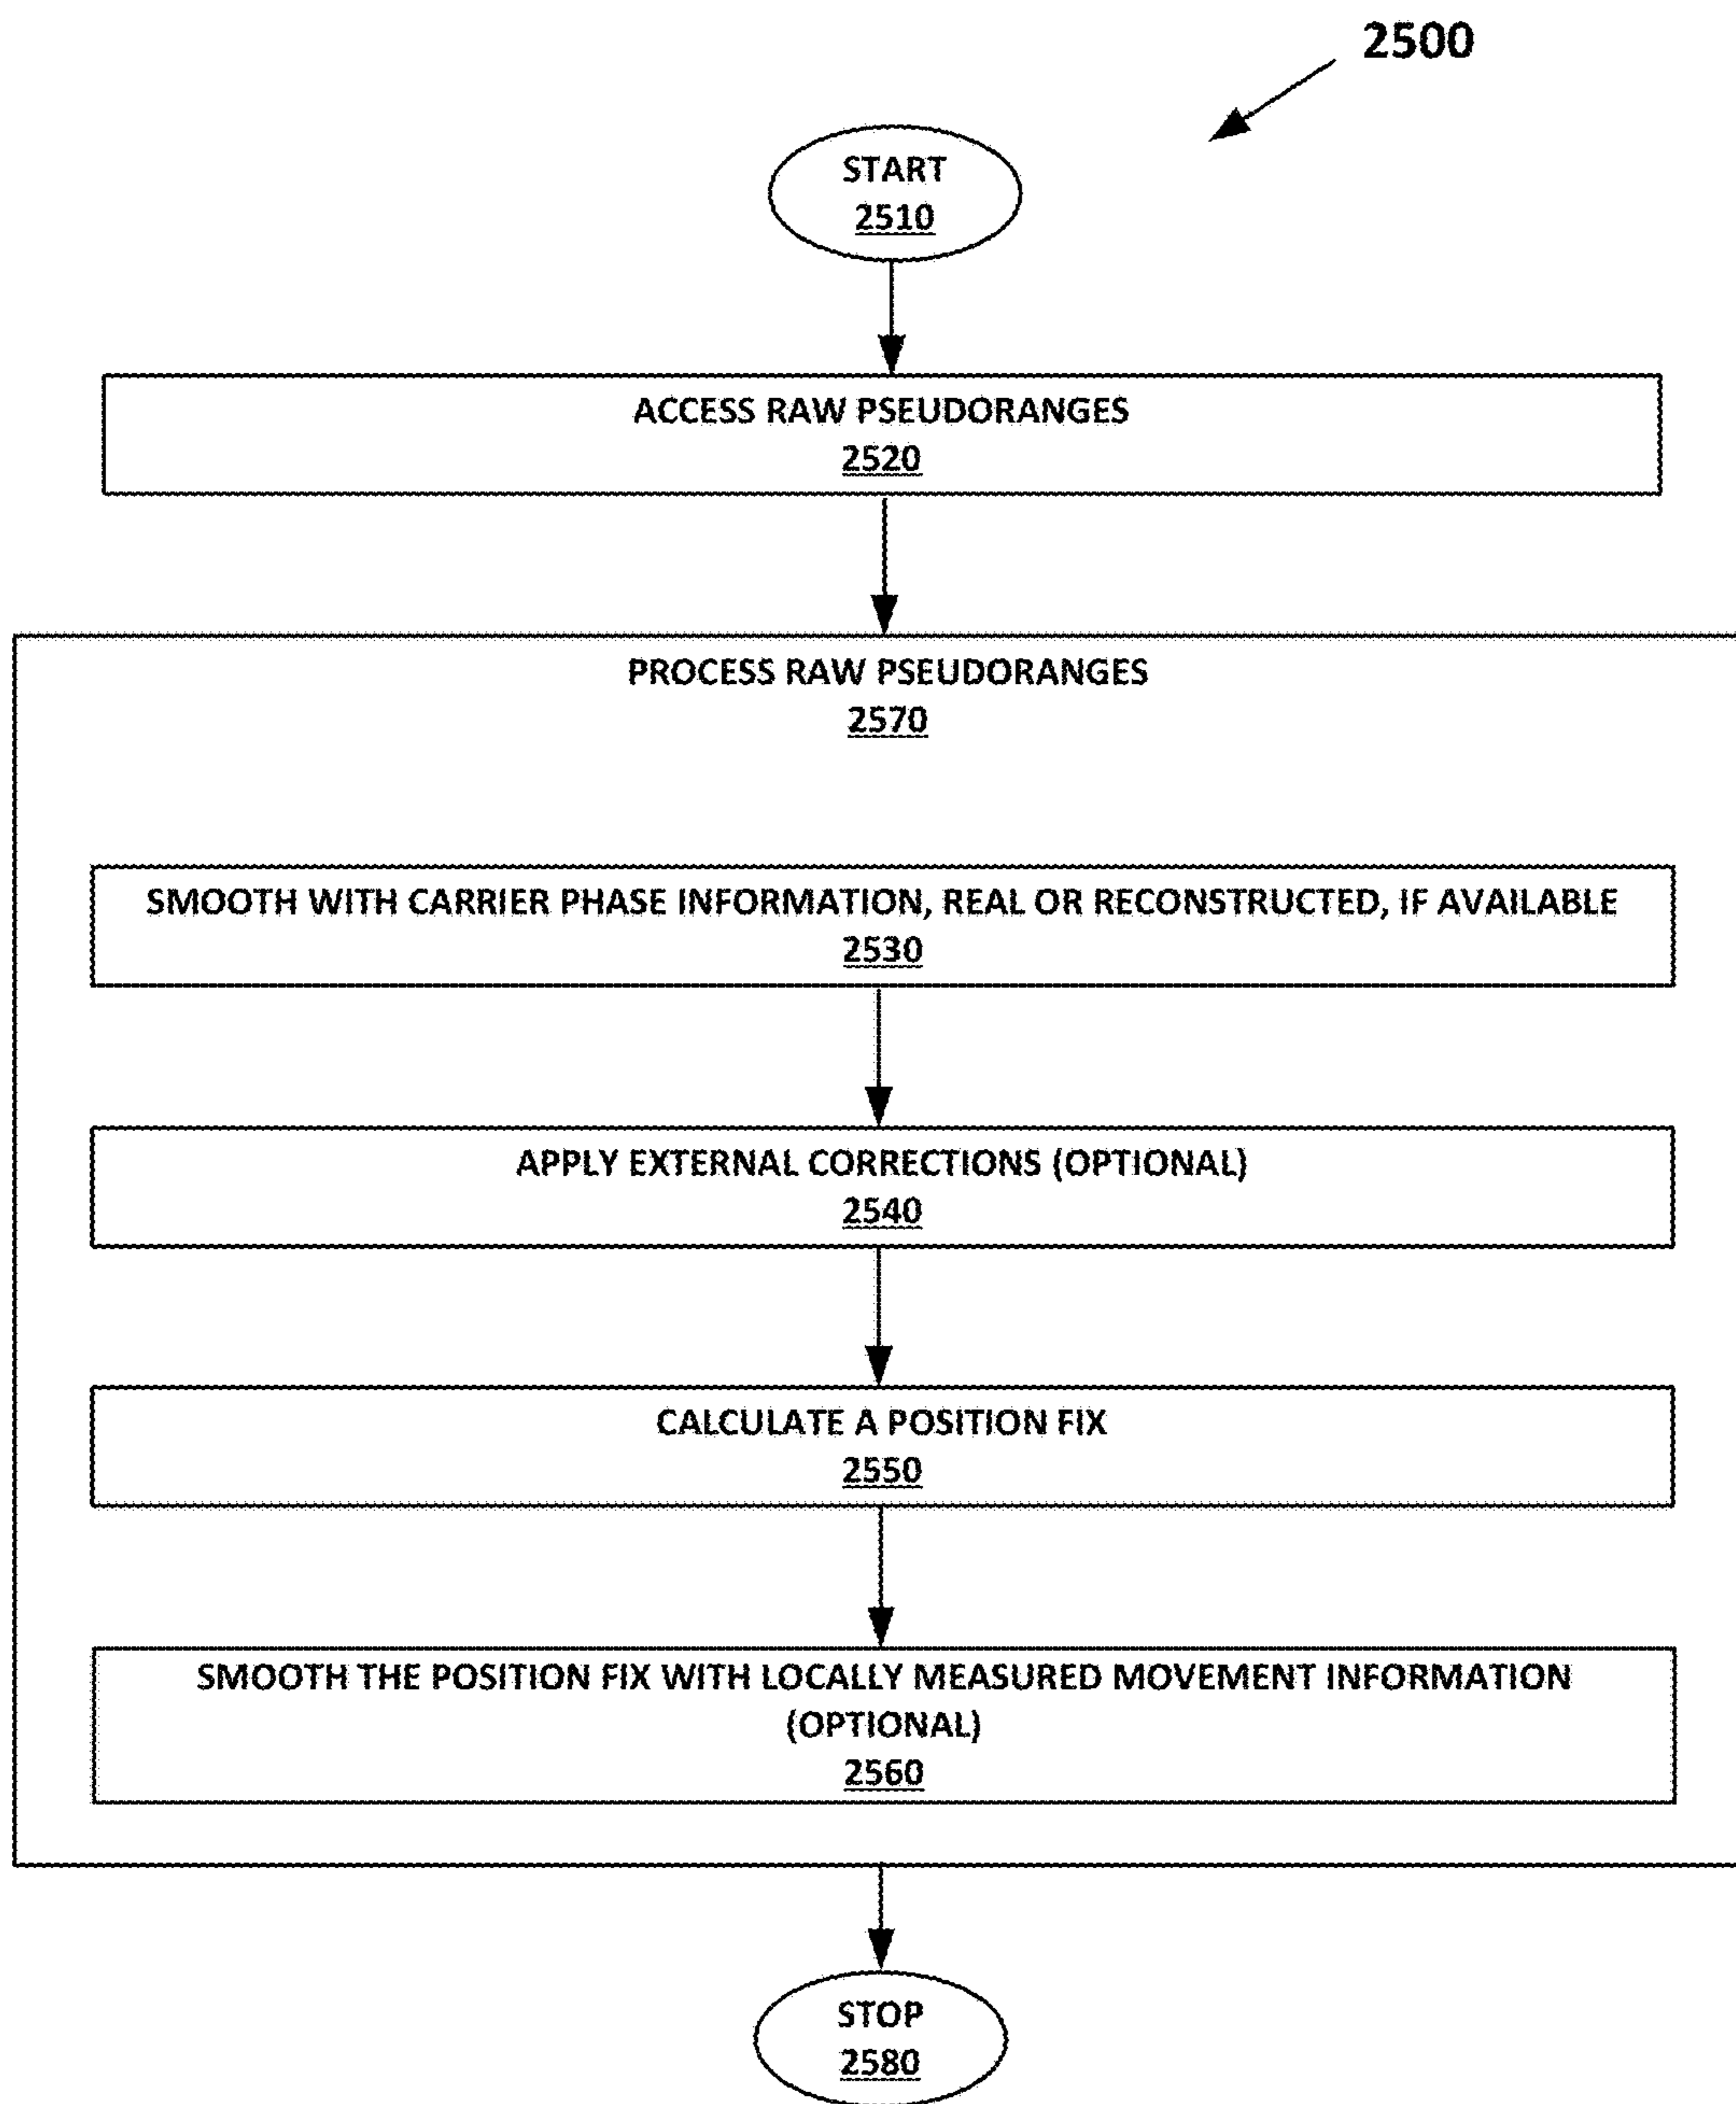 2500
START
2510
ACCESS RAW PSEUDORANGES
2520
PROCESS RAW PSEUDORANGES
2570
SMOOTH WITH CARRIER PHASE INFORMATION, REAL OR RECONSTRUCTED, IF AVAILABLE
2530
APPLY EXTERNAL CORRECTIONS (OPTIONAL)
2540
CALCULATE A POSITION FIX
2550
SMOOTH THE POSITION FIX WITH LOCALLY MEASURED MOVEMENT INFORMATION
(OPTIONAL)
2560
STOP
2580